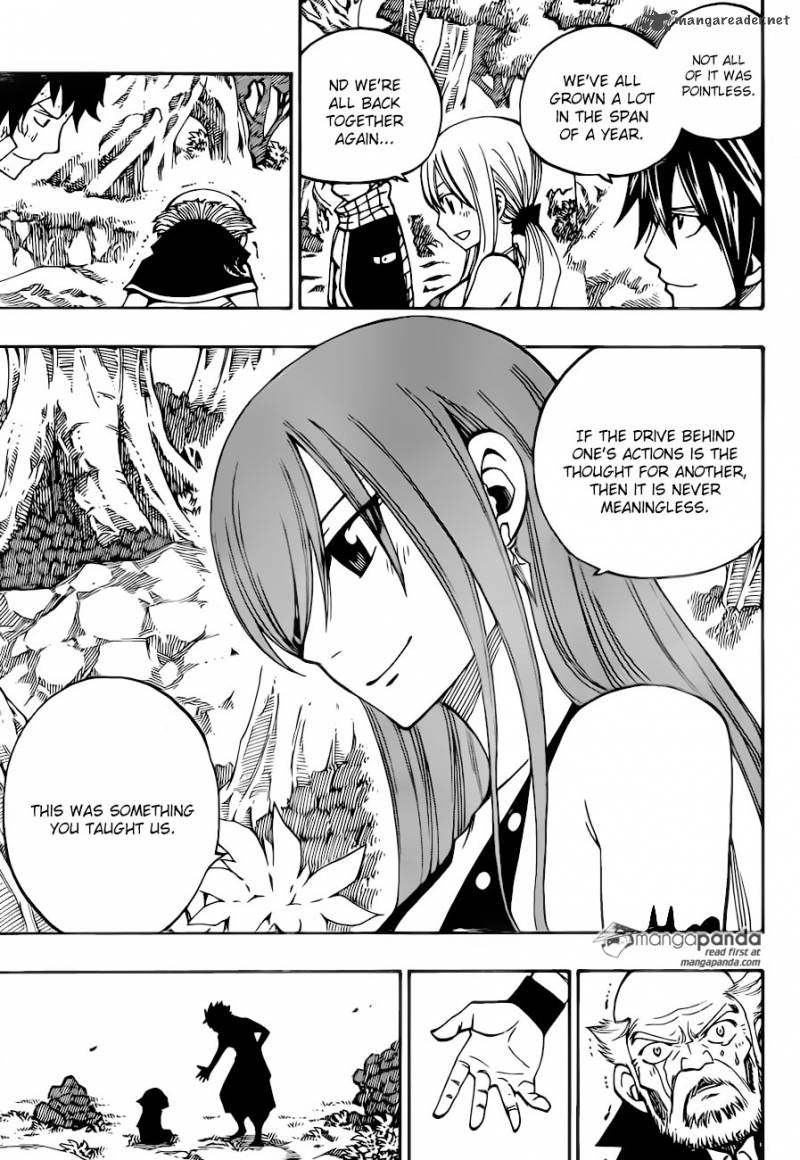 mangareader.net
NOT ALL
OF IT WAS
POINTLESS.
WE'VE ALL
GROWN A LOT
IN THE SPAN
OF A YEAR.
ND WE'RE
ALL BACK
TOGETHER
AGAIN...
IF THE DRIVE BEHIND
ONE'S ACTIONS IS THE
THOUGHT FOR ANOTHER,
THEN IT IS NEVER
MEANINGLESS.
THIS WAS SOMETHING
YOU TAUGHT US.
mangapanda
read first at
mangapanda.com